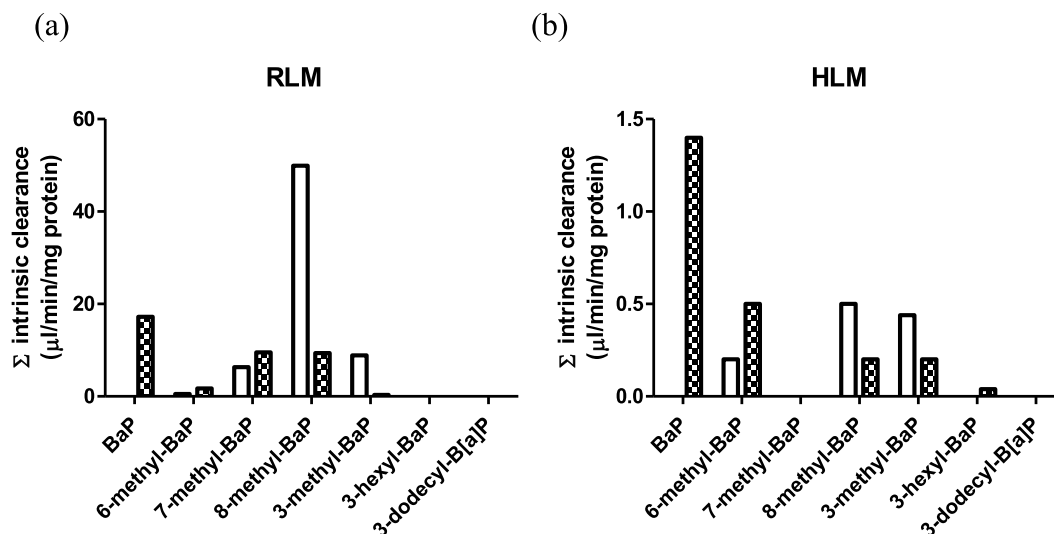 (a)
RLM
Σ intrinsic clearance
(µl/min/mg protein)
60
40
20
0
BaP
6-methyl-BaP
7-methyl-BaP
8-methyl-BaP
3-methyl-BaP
3-hexyl-BaP
3-dodecyl-B[a]P
(b)
HLM
Σ intrinsic clearance
(µl/min/mg protein)
1.5
1.0
0.5
0.0
BaP
6-methyl-BaP
7-methyl-BaP
8-methyl-BaP
3-methyl-BaP
3-hexyl-BaP
3-dodecyl-B[a]P